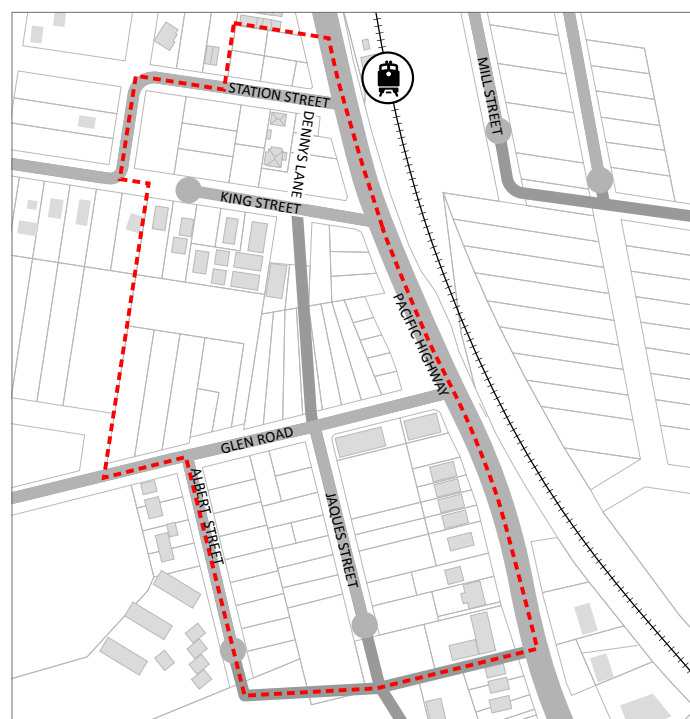 MILL STREET
STATION STREET
DENNYS LANE
KING STREET
PACIFIC HIGHWAY
GLEN ROAD
ALBERT STREET
JAQUES STREET